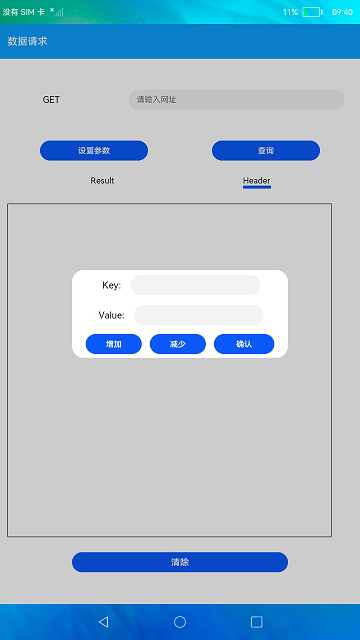 没有 SIM 卡 11% 09:40
数据请求
GET 请输入网址
设置参数 查询
Result Header
Key:
Value:
增加 减少 确认
清除